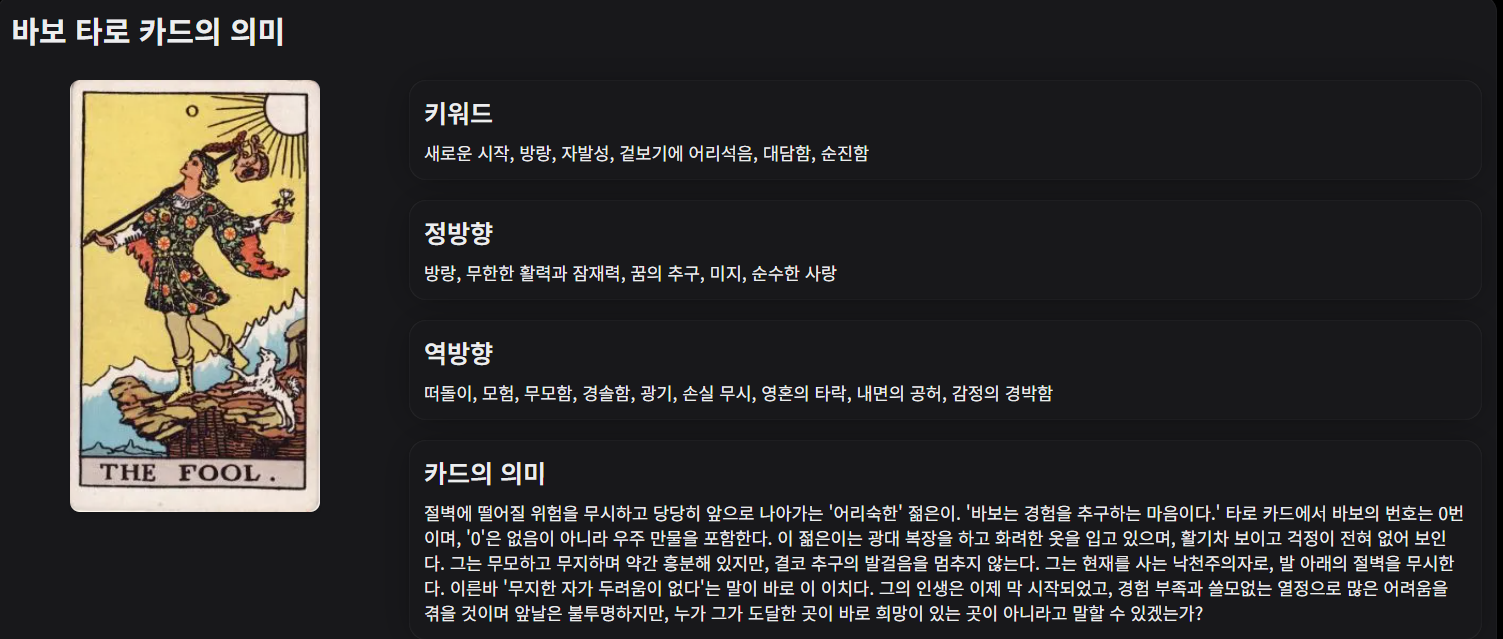 바보 타로 카드의 의미
0
THE FOOL.
키워드
새로운 시작, 방랑, 자발성, 겉보기에 어리석음, 대담함, 순진함
정방향
방랑, 무한한 활력과 잠재력, 꿈의 추구, 미지, 순수한 사랑
역방향
떠돌이, 모험, 무모함, 경솔함, 광기, 손실 무시, 영혼의 타락, 내면의 공허, 감정의 경박함
카드의 의미
절벽에 떨어질 위험을 무시하고 당당히 앞으로 나아가는 '어리숙한' 젊은이. '바보는 경험을 추구하는 마음이다.' 타로 카드에서 바보의 번호는 0번
이며, '0'은 없음이 아니라 우주 만물을 포함한다. 이 젊은이는 광대 복장을 하고 화려한 옷을 입고 있으며, 활기차 보이고 걱정이 전혀 없어 보인
다. 그는 무모하고 무지하며 약간 흥분해 있지만, 결코 추구의 발걸음을 멈추지 않는다. 그는 현재를 사는 낙천주의자로, 발 아래의 절벽을 무시한
다. 이른바 '무지한 자가 두려움이 없다'는 말이 바로 이 이치다. 그의 인생은 이제 막 시작되었고, 경험 부족과 쓸모없는 열정으로 많은 어려움을
겪을 것이며 앞날은 불투명하지만, 누가 그가 도달한 곳이 바로 희망이 있는 곳이 아니라고 말할 수 있겠는가?